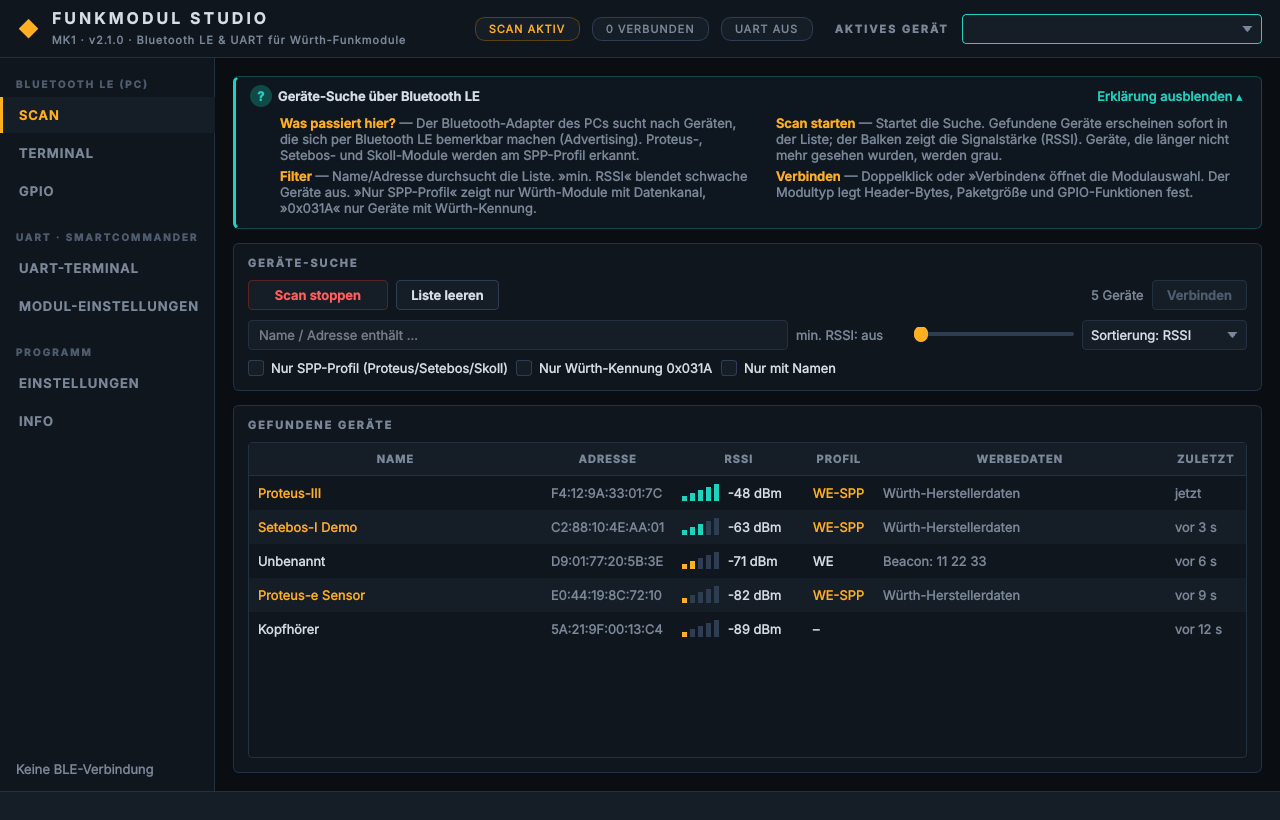 FUNKMODUL STUDIO
MK1 · v2.1.0 · Bluetooth LE & UART für Würth-Funkmodule
SCAN AKTIV
0 VERBUNDEN
UART AUS
AKTIVES GERÄT
BLUETOOTH LE (PC)
SCAN
TERMINAL
GPIO
UART · SMARTCOMMANDER
UART-TERMINAL
MODUL-EINSTELLUNGEN
PROGRAMM
EINSTELLUNGEN
INFO
Keine BLE-Verbindung
? Geräte-Suche über Bluetooth LE
Erklärung ausblenden ▴
Was passiert hier? — Der Bluetooth-Adapter des PCs sucht nach Geräten,
die sich per Bluetooth LE bemerkbar machen (Advertising). Proteus-,
Setebos- und Skoll-Module werden am SPP-Profil erkannt.
Scan starten — Startet die Suche. Gefundene Geräte erscheinen sofort in
der Liste; der Balken zeigt die Signalstärke (RSSI). Geräte, die länger nicht
mehr gesehen wurden, werden grau.
Filter — Name/Adresse durchsucht die Liste. »min. RSSI« blendet schwache
Geräte aus. »Nur SPP-Profil« zeigt nur Würth-Module mit Datenkanal,
»0x031A« nur Geräte mit Würth-Kennung.
Verbinden — Doppelklick oder »Verbinden« öffnet die Modulauswahl. Der
Modultyp legt Header-Bytes, Paketgröße und GPIO-Funktionen fest.
GERÄTE-SUCHE
Scan stoppen
Liste leeren
5 Geräte
Verbinden
Name / Adresse enthält ...
min. RSSI: aus
Sortierung: RSSI
Nur SPP-Profil (Proteus/Setebos/Skoll)
Nur Würth-Kennung 0x031A
Nur mit Namen
GEFUNDENE GERÄTE
NAME ADRESSE RSSI PROFIL WERBEDATEN ZULETZT
Proteus-III F4:12:9A:33:01:7C -48 dBm WE-SPP Würth-Herstellerdaten jetzt
Setebos-I Demo C2:88:10:4E:AA:01 -63 dBm WE-SPP Würth-Herstellerdaten vor 3 s
Unbenannt D9:01:77:20:5B:3E -71 dBm WE Beacon: 11 22 33 vor 6 s
Proteus-e Sensor E0:44:19:8C:72:10 -82 dBm WE-SPP Würth-Herstellerdaten vor 9 s
Kopfhörer 5A:21:9F:00:13:C4 -89 dBm – vor 12 s